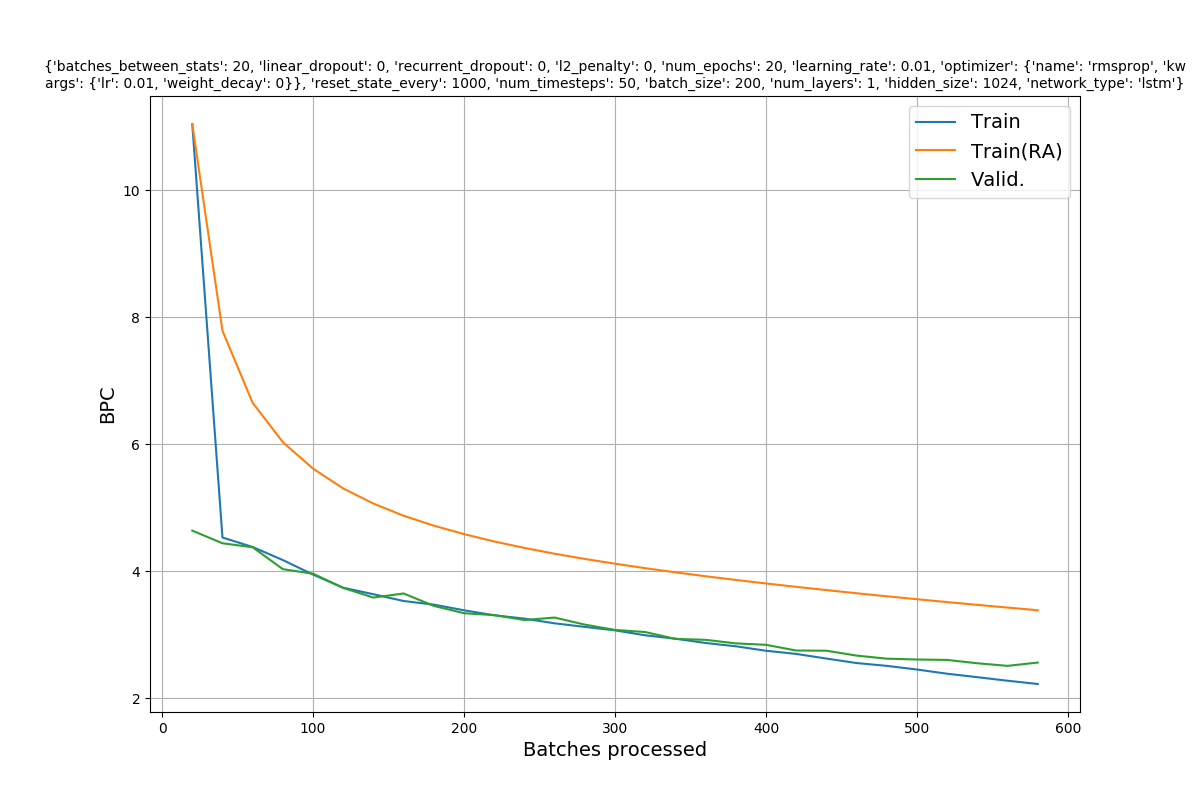 {'batches_between_stats': 20, 'linear_dropout': 0, 'recurrent_dropout': 0, 'l2_penalty': 0, 'num_epochs': 20, 'learning_rate': 0.01, 'optimizer': {'name': 'rmsprop', 'kw
args': {'lr': 0.01, 'weight_decay': 0}}, 'reset_state_every': 1000, 'num_timesteps': 50, 'batch_size': 200, 'num_layers': 1, 'hidden_size': 1024, 'network_type': 'lstm'}
Train
Train(RA)
Valid.
10
8
6
4
2
BPC
0 100 200 300 400 500 600
Batches processed